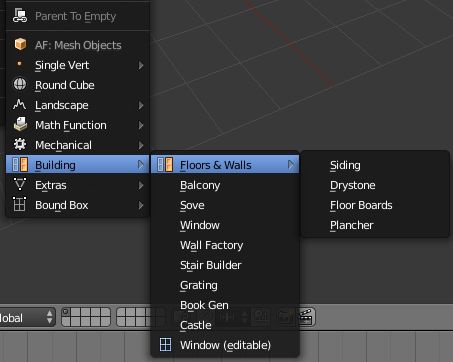 Parent To Empty
AF: Mesh Objects
Single Vert
Round Cube
Landscape
Math Function
Mechanical
Building
Extras
Bound Box
Floors & Walls
Balcony
Sove
Window
Wall Factory
Stair Builder
Grating
Book Gen
Castle
Window (editable)
Siding
Drystone
Floor Boards
Plancher
lobal